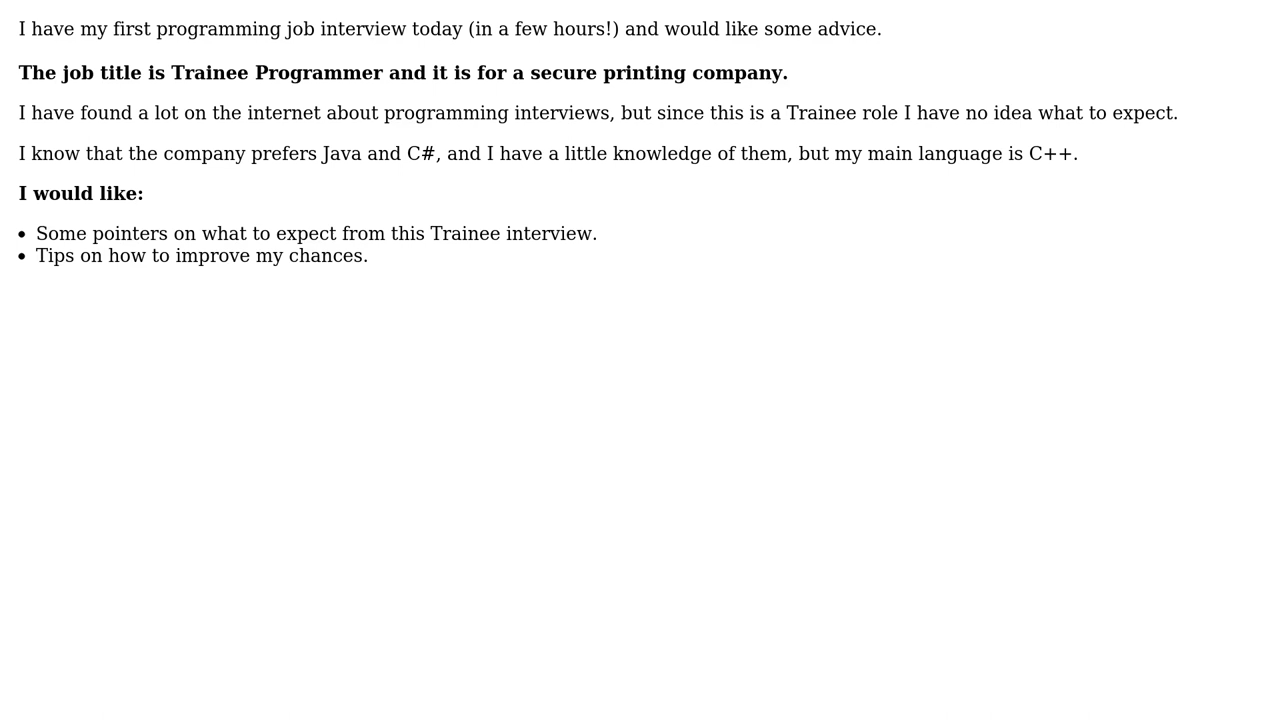 I have my first programming job interview today (in a few hours!) and would like some advice.
The job title is Trainee Programmer and it is for a secure printing company.
I have found a lot on the internet about programming interviews, but since this is a Trainee role I have no idea what to expect.
I know that the company prefers Java and C#, and I have a little knowledge of them, but my main language is C++.
I would like:
• Some pointers on what to expect from this Trainee interview.
• Tips on how to improve my chances.